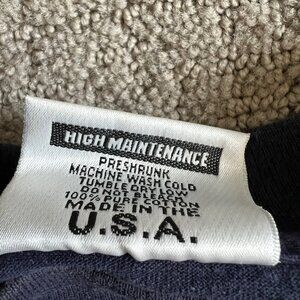 HIGH MAINTENANCE
PRESHRUNK
MACHINE WASH COLD
TUMBLE DRY LOW
DO NOT BLEACH
100% PURE COTTON
MADE IN THE
U.S.A.